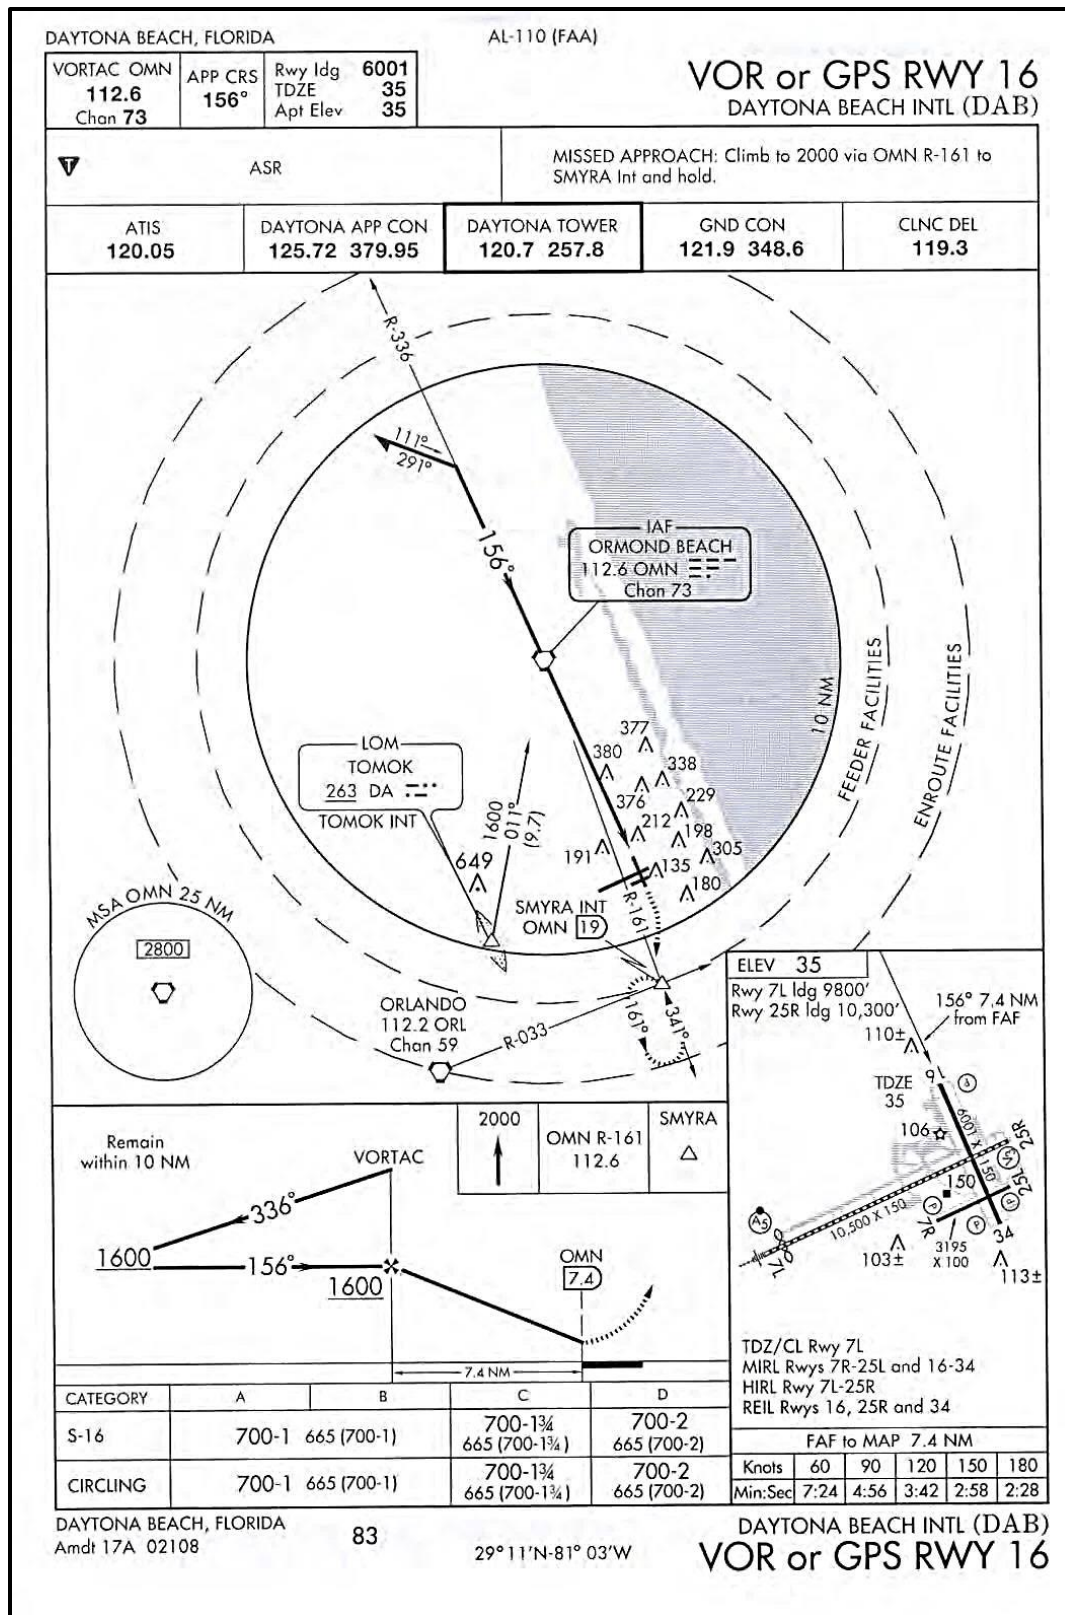 DAYTONA BEACH, FLORIDA
AL-110 (FAA)
VORTAC OMN
112.6
Chan 73
APP CRS
156°
Rwy ldg 6001
TDZE 35
Apt Elev 35
VOR or GPS RWY 16
DAYTONA BEACH INTL (DAB)
T
ASR
MISSED APPROACH: Climb to 2000 via OMN R-161 to
SMYRA Int and hold.
ATIS
120.05
DAYTONA APP CON
125.72 379.95
DAYTONA TOWER
120.7 257.8
GND CON
121.9 348.6
CLNC DEL
119.3
R-336
111°
291°
156°
IAF
ORMOND BEACH
112.6 OMN
Chan 73
10 NM
FEEDER FACILITIES
ENROUTE FACILITIES
LOM
TOMOK
263 DA
TOMOK INT
1600
011°
(9.7)
649
377
380
338
376
229
212
198
191
305
135
180
R-161
SMYRA INT
OMN 19
MSA OMN 25 NM
2800
ORLANDO
112.2 ORL
Chan 59
R-033
161°
341°
ELEV 35
Rwy 7L ldg 9800'
Rwy 25R ldg 10,300'
156° 7.4 NM
from FAF
110±
TDZE
35
16
P
106
6001 X 150
25R
V3
25L
150
P
P
P
A5
10,500 X 150
7R
7L
3195
X 100
34
103±
113±
TDZ/CL Rwy 7L
MIRL Rwys 7R-25L and 16-34
HIRL Rwy 7L-25R
REIL Rwys 16, 25R and 34
Remain
within 10 NM
VORTAC
2000
OMN R-161
112.6
SMYRA
336°
1600
156°
1600
OMN
7.4
7.4 NM
CATEGORY A B C D
S-16 700-1 665 (700-1) 700-1¾ 665 (700-1¾) 700-2 665 (700-2)
CIRCLING 700-1 665 (700-1) 700-1¾ 665 (700-1¾) 700-2 665 (700-2)
FAF to MAP 7.4 NM
Knots 60 90 120 150 180
Min:Sec 7:24 4:56 3:42 2:58 2:28
DAYTONA BEACH, FLORIDA
Amdt 17A 02108
83
29°11'N-81°03'W
DAYTONA BEACH INTL (DAB)
VOR or GPS RWY 16